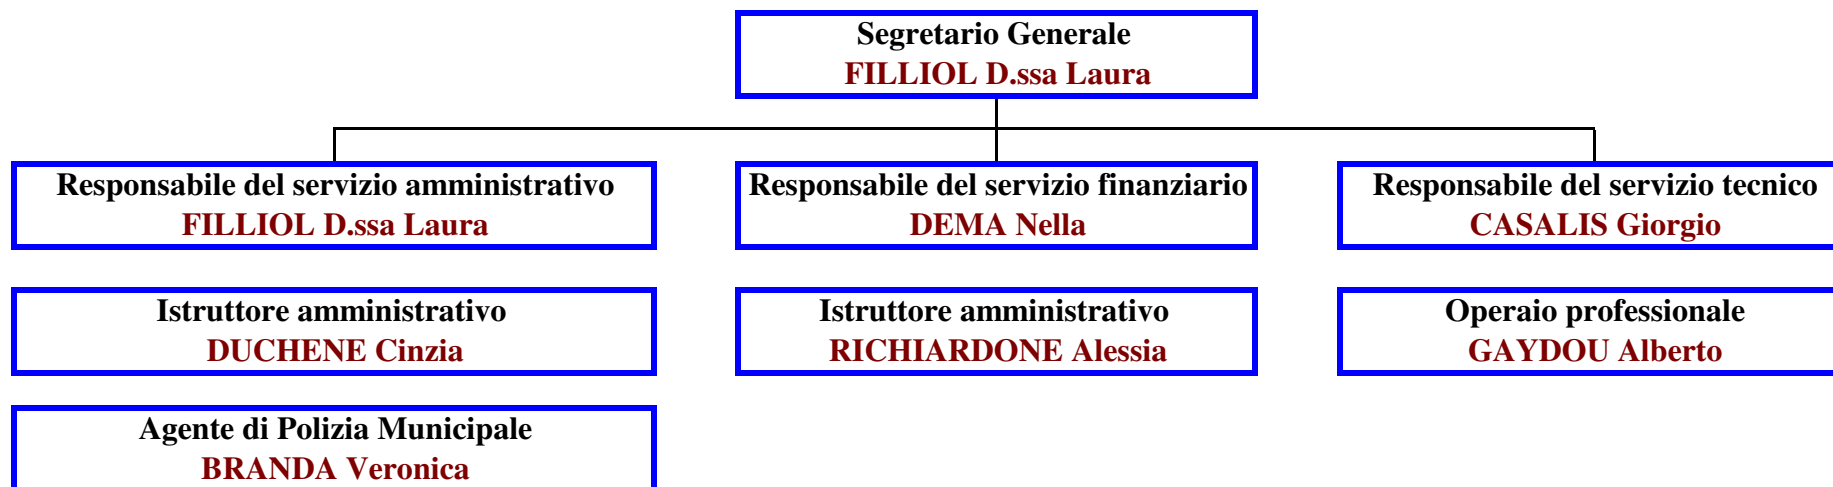 Segretario Generale
FILLIOL D.ssa Laura
Responsabile del servizio amministrativo
FILLIOL D.ssa Laura
Responsabile del servizio finanziario
DEMA Nella
Responsabile del servizio tecnico
CASALIS Giorgio
Istruttore amministrativo
DUCHENE Cinzia
Istruttore amministrativo
RICHIARDONE Alessia
Operaio professionale
GAYDOU Alberto
Agente di Polizia Municipale
BRANDA Veronica